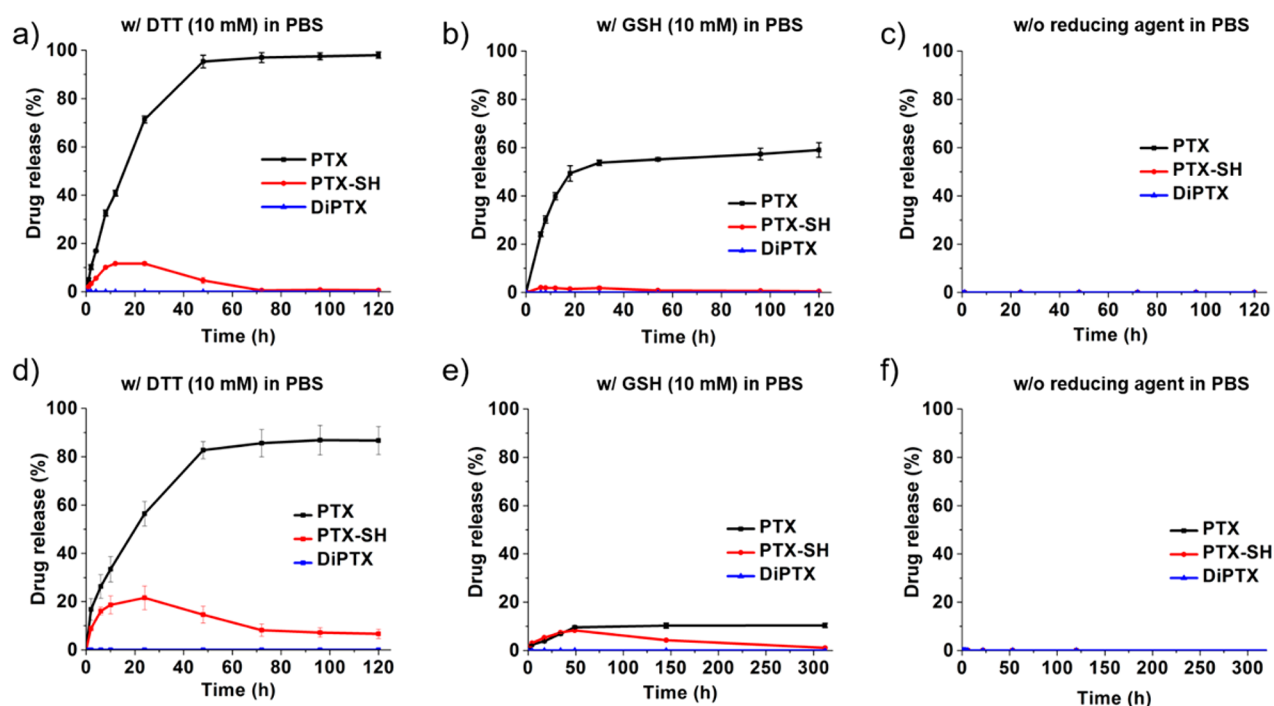 a)
w/ DTT (10 mM) in PBS
100
80
60
40
20
0
Drug release (%)
PTX
PTX-SH
DiPTX
0 20 40 60 80 100 120
Time (h)
b)
w/ GSH (10 mM) in PBS
100
80
60
40
20
0
Drug release (%)
PTX
PTX-SH
DiPTX
0 20 40 60 80 100 120
Time (h)
c)
w/o reducing agent in PBS
100
80
60
40
20
0
Drug release (%)
PTX
PTX-SH
DiPTX
0 20 40 60 80 100 120
Time (h)
d)
w/ DTT (10 mM) in PBS
100
80
60
40
20
0
Drug release (%)
PTX
PTX-SH
DiPTX
0 20 40 60 80 100 120
Time (h)
e)
w/ GSH (10 mM) in PBS
100
80
60
40
20
0
Drug release (%)
PTX
PTX-SH
DiPTX
0 50 100 150 200 250 300
Time (h)
f)
w/o reducing agent in PBS
100
80
60
40
20
0
Drug release (%)
PTX
PTX-SH
DiPTX
0 50 100 150 200 250 300
Time (h)